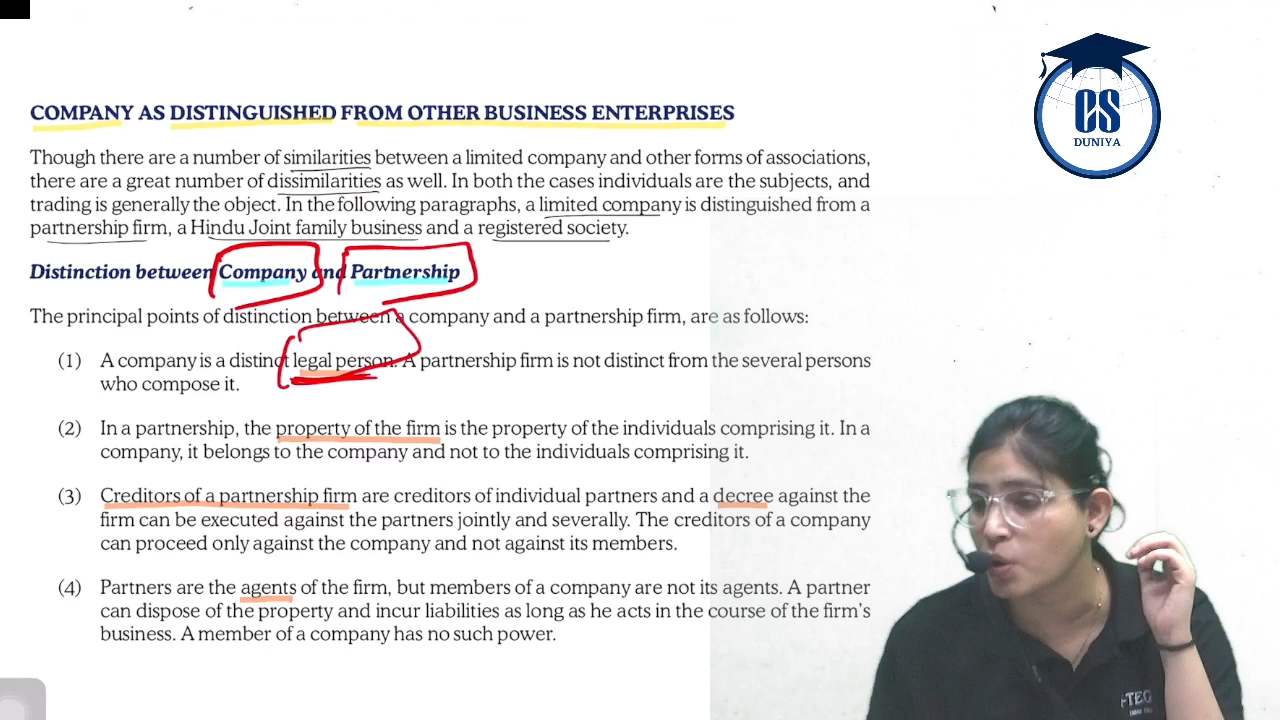 CS
DUNIYA
COMPANY AS DISTINGUISHED FROM OTHER BUSINESS ENTERPRISES
Though there are a number of similarities between a limited company and other forms of associations,
there are a great number of dissimilarities as well. In both the cases individuals are the subjects, and
trading is generally the object. In the following paragraphs, a limited company is distinguished from a
partnership firm, a Hindu Joint family business and a registered society.
Distinction between Company and Partnership
The principal points of distinction between a company and a partnership firm, are as follows:
(1) A company is a distinct legal person. A partnership firm is not distinct from the several persons
who compose it.
(2) In a partnership, the property of the firm is the property of the individuals comprising it. In a
company, it belongs to the company and not to the individuals comprising it.
(3) Creditors of a partnership firm are creditors of individual partners and a decree against the
firm can be executed against the partners jointly and severally. The creditors of a company
can proceed only against the company and not against its members.
(4) Partners are the agents of the firm, but members of a company are not its agents. A partner
can dispose of the property and incur liabilities as long as he acts in the course of the firm's
business. A member of a company has no such power.